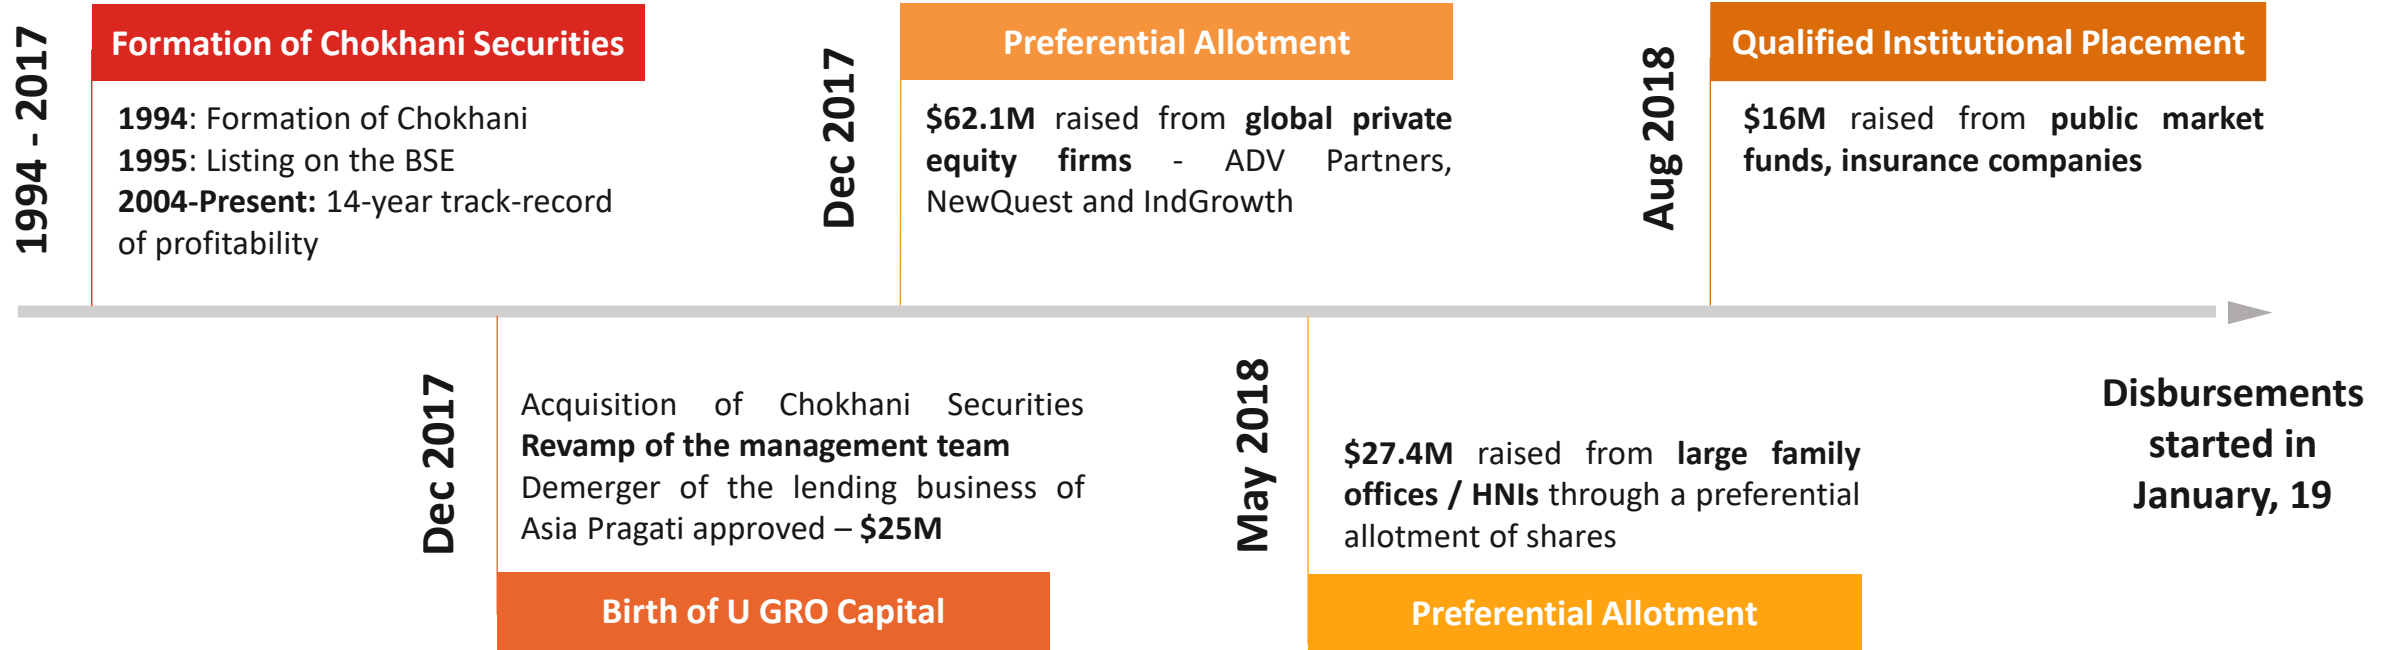 1994 - 2017
Formation of Chokhani Securities
1994: Formation of Chokhani
1995: Listing on the BSE
2004-Present: 14-year track-record
of profitability
Dec 2017
Acquisition of Chokhani Securities
Revamp of the management team
Demerger of the lending business of
Asia Pragati approved – $25M
Birth of U GRO Capital
Dec 2017
Preferential Allotment
$62.1M raised from global private
equity firms - ADV Partners,
NewQuest and IndGrowth
May 2018
$27.4M raised from large family
offices / HNIs through a preferential
allotment of shares
Preferential Allotment
Aug 2018
Qualified Institutional Placement
$16M raised from public market
funds, insurance companies
Disbursements
started in
January, 19